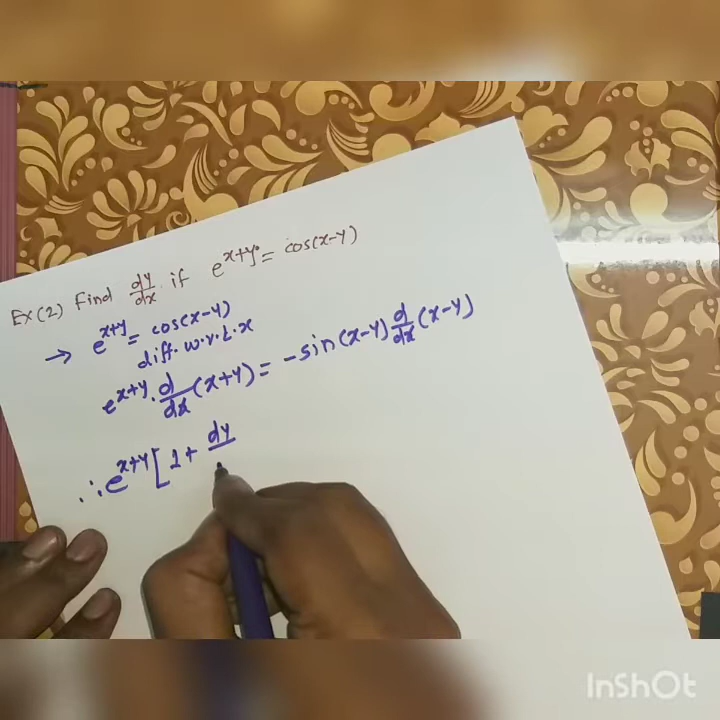 Ex(2) Find dy/dx if e^x+y = cos(x-y)
→ e^x+y = cos(x-y)
diff. w.r.t. x
e^x+y . d/dx (x+y) = -sin(x-y) d/dx (x-y)
∴ e^x+y [1+ dy
InShOt